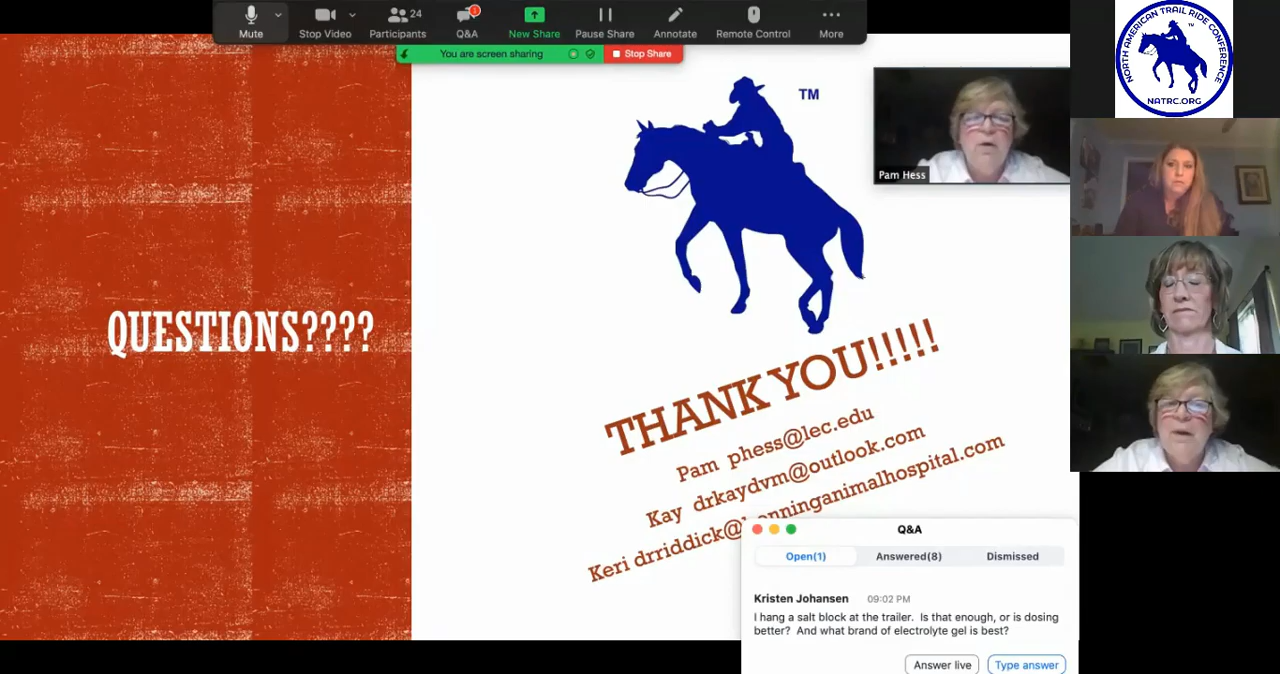 Mute
Stop Video
Participants
24
Q&A
1
New Share
Pause Share
Annotate
Remote Control
More
You are screen sharing
Stop Share
NORTH AMERICAN TRAIL RIDE CONFERENCE
TM
NATRC.ORG
TM
Pam Hess
QUESTIONS????
THANK YOU!!!!!
Pam phess@lec.edu
Kay drkaydvm@outlook.com
Keri drriddick@
Q&A
Open(1)
Answered(8)
Dismissed
Kristen Johansen 09:02 PM
I hang a salt block at the trailer. Is that enough, or is dosing
better? And what brand of electrolyte gel is best?
Answer live
Type answer